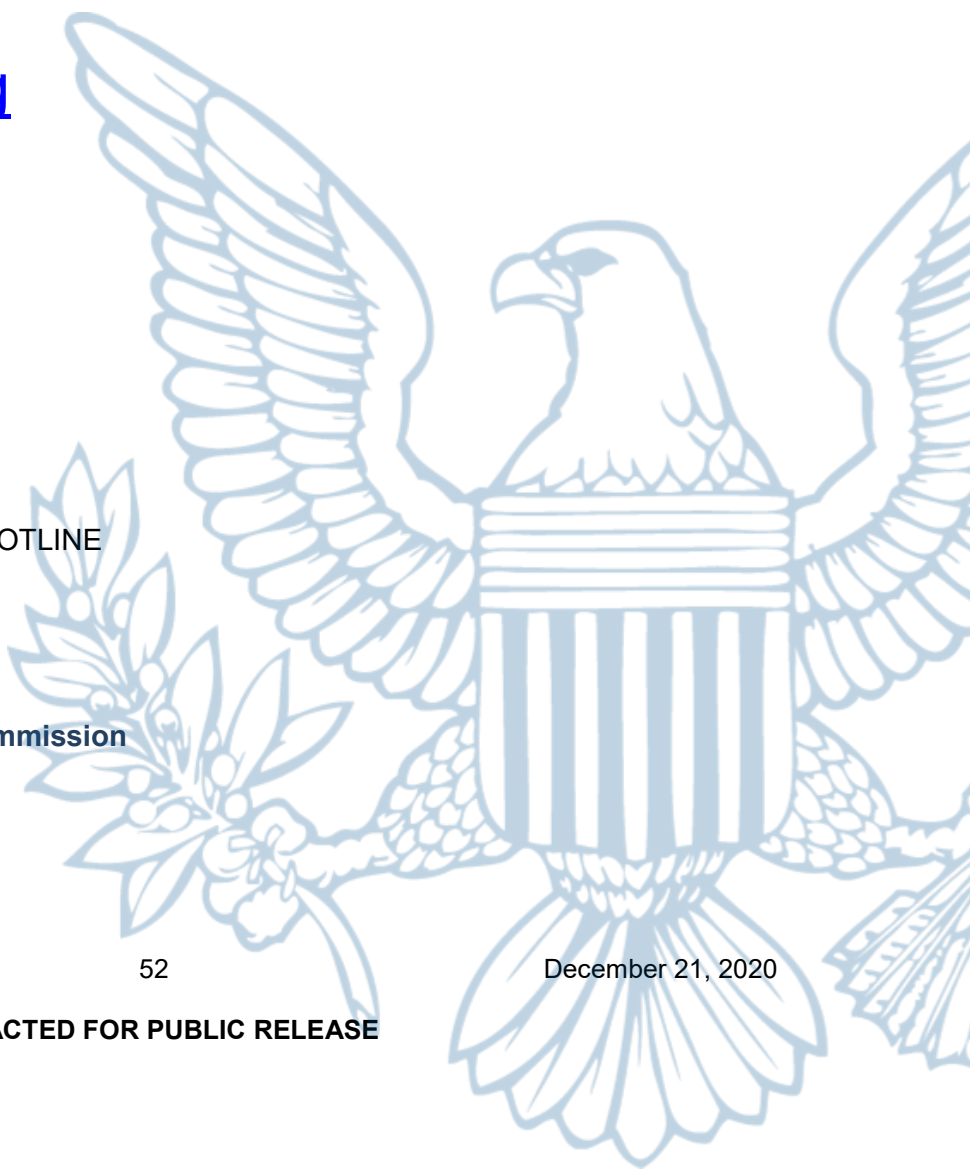 g
OTLINE
mmission
52 December 21, 2020
ACTED FOR PUBLIC RELEASE